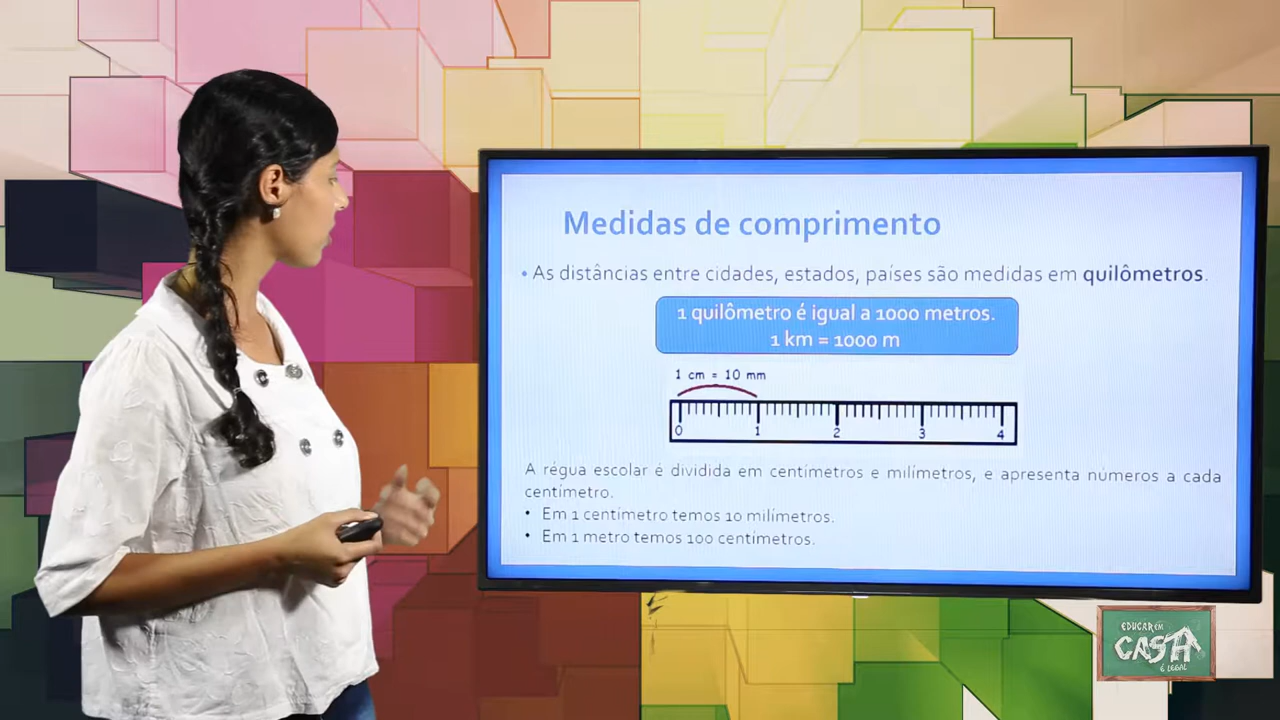 Medidas de comprimento
• As distâncias entre cidades, estados, países são medidas em quilômetros.
1 quilômetro é igual a 1000 metros.
1 km = 1000 m
1 cm = 10 mm
0 1 2 3 4
A régua escolar é dividida em centímetros e milímetros, e apresenta números a cada
centímetro.
• Em 1 centímetro temos 10 milímetros.
• Em 1 metro temos 100 centímetros.
EDUCAR EM
CASA
É LEGAL